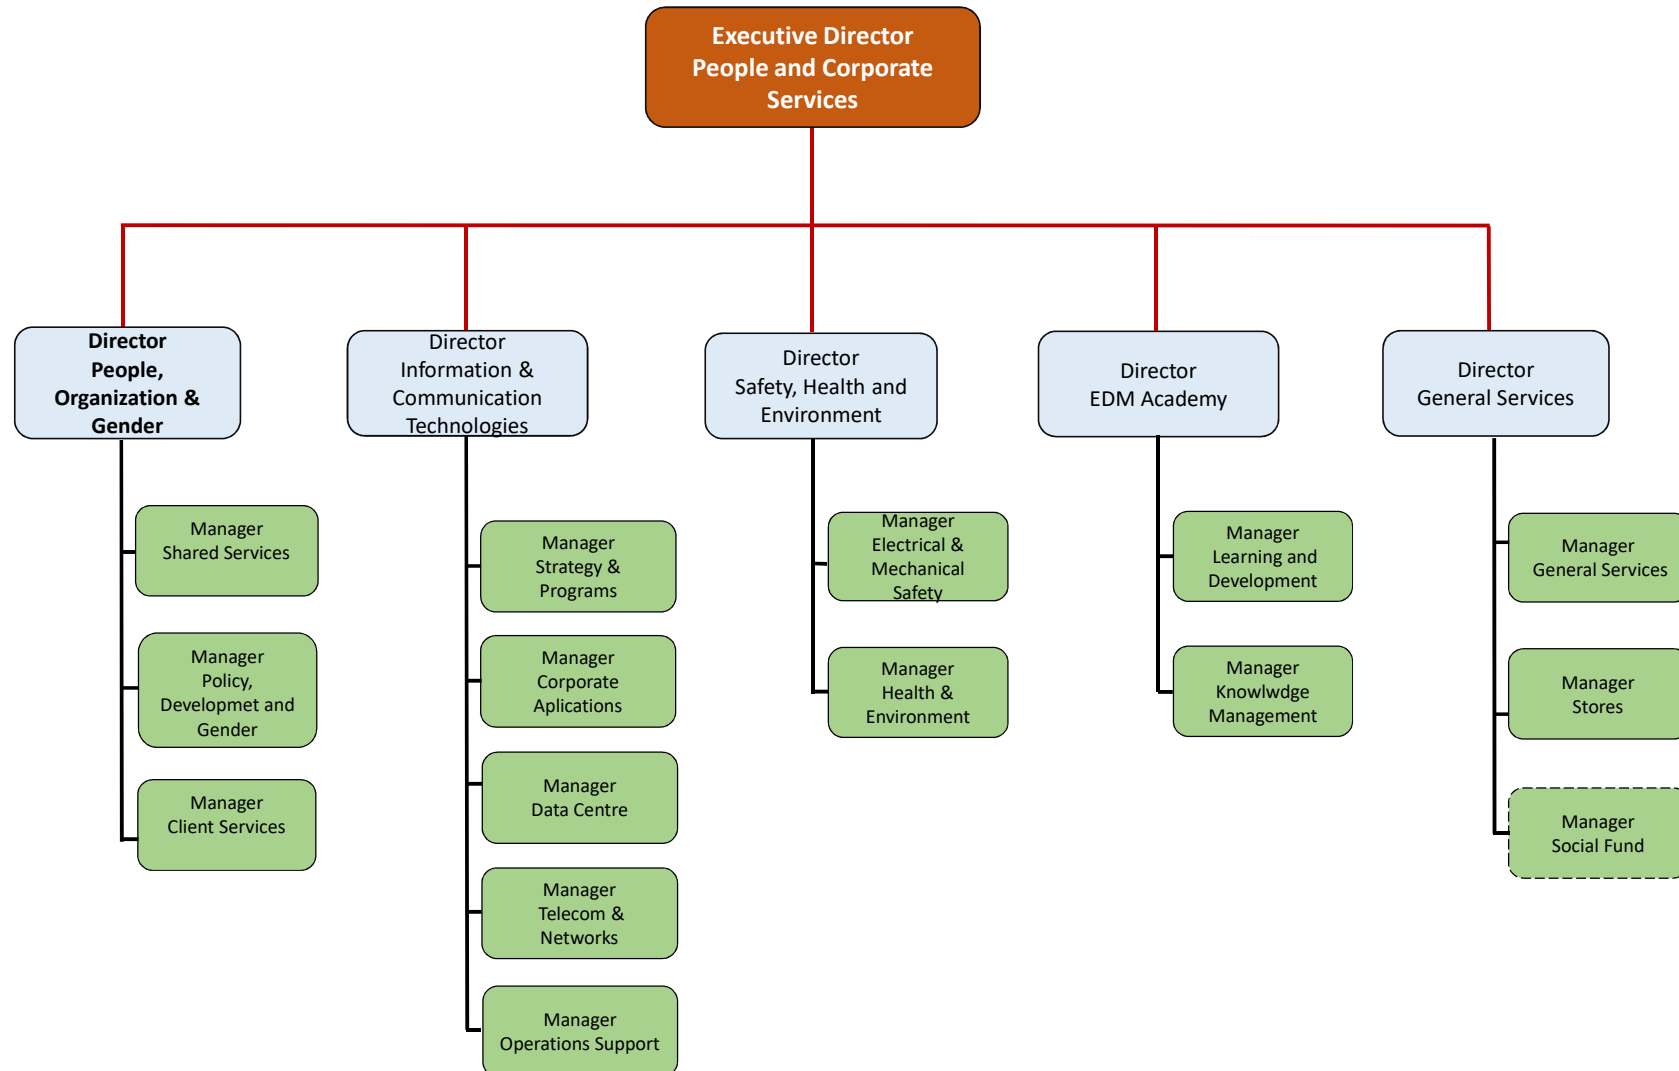 Executive Director
People and Corporate
Services
Director
People,
Organization &
Gender
Director
Information &
Communication
Technologies
Director
Safety, Health and
Environment
Director
EDM Academy
Director
General Services
Manager
Shared Services
Manager
Policy,
Developmet and
Gender
Manager
Client Services
Manager
Strategy &
Programs
Manager
Corporate
Aplications
Manager
Data Centre
Manager
Telecom &
Networks
Manager
Operations Support
Manager
Electrical &
Mechanical
Safety
Manager
Health &
Environment
Manager
Learning and
Development
Manager
Knowlwdge
Management
Manager
General Services
Manager
Stores
Manager
Social Fund